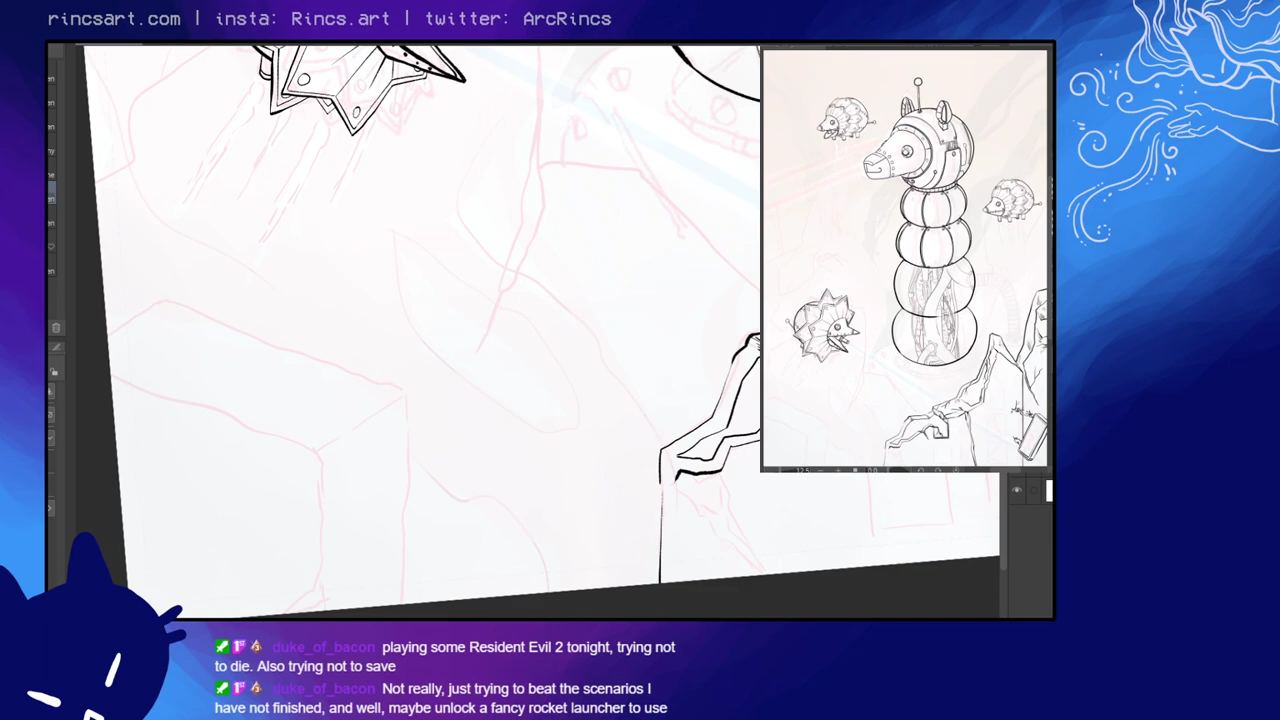 rincsart.com | insta: Rincs.art | twitter: ArcRincs
duke_of_bacon playing some Resident Evil 2 tonight, trying not
to die. Also trying not to save
duke_of_bacon Not really, just trying to beat the scenarios I
have not finished, and well, maybe unlock a fancy rocket launcher to use